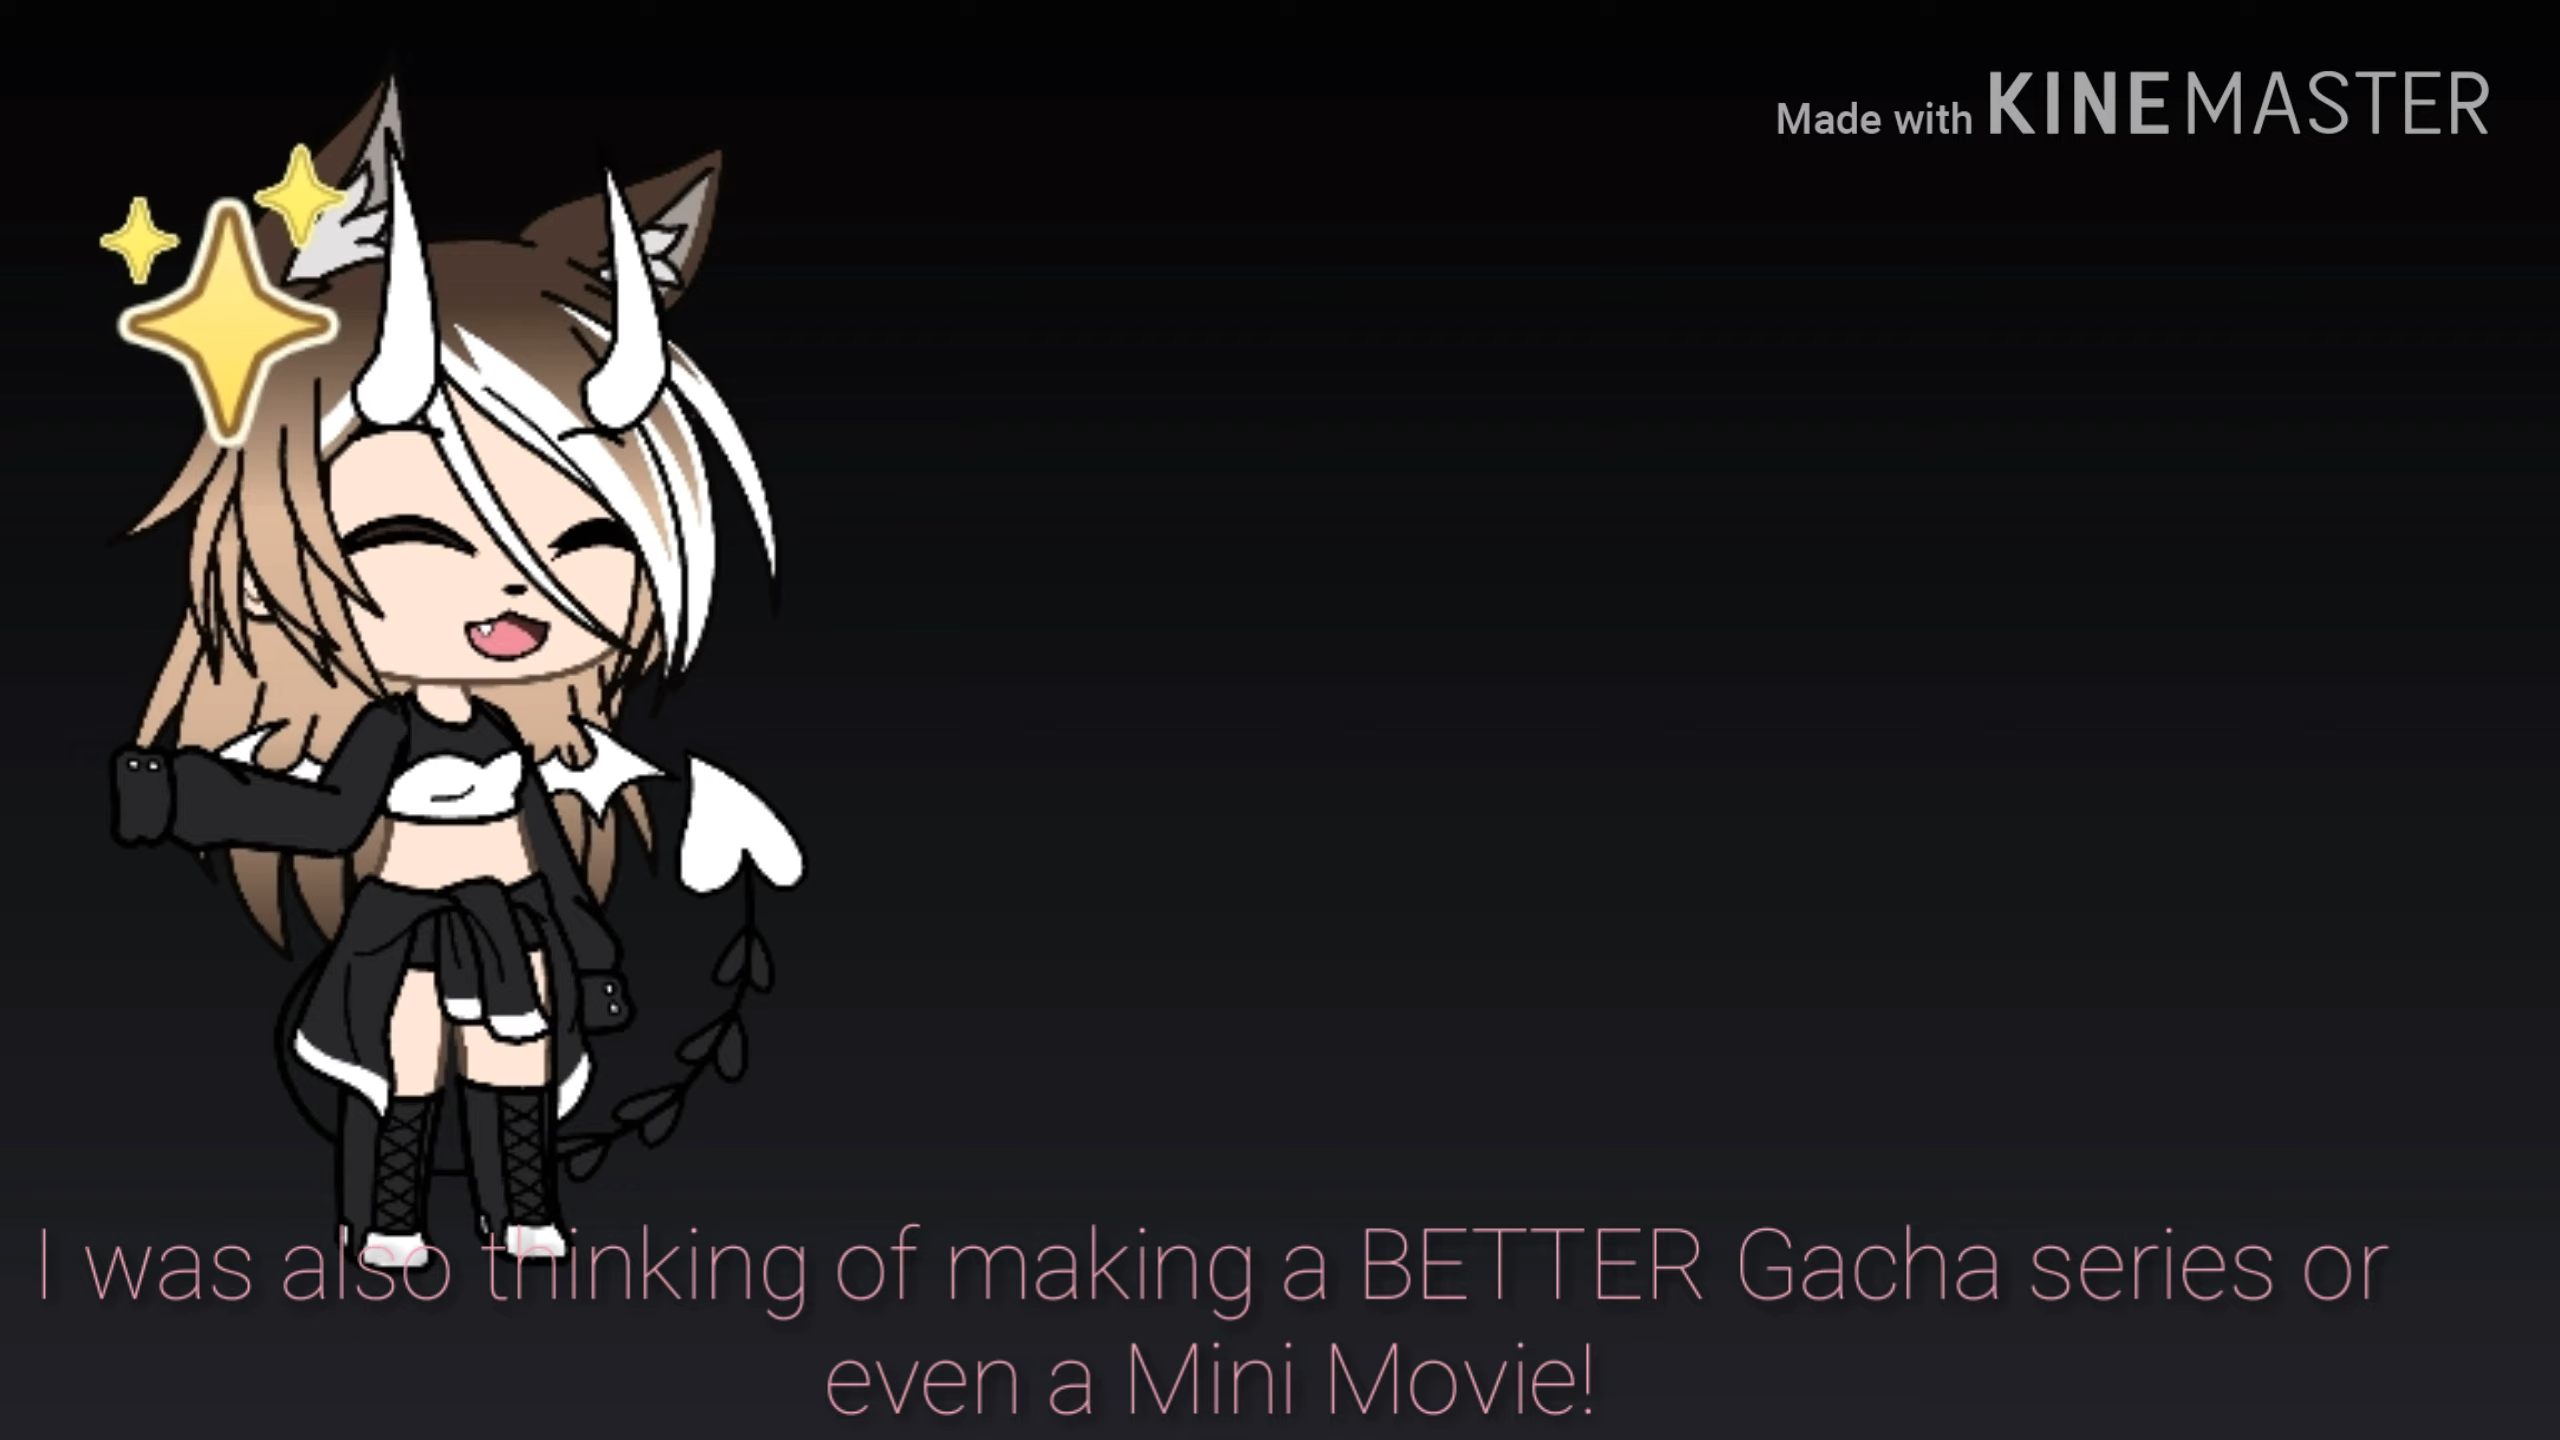 Made with KINEMASTER
I was also thinking of making a BETTER Gacha series or
even a Mini Movie!